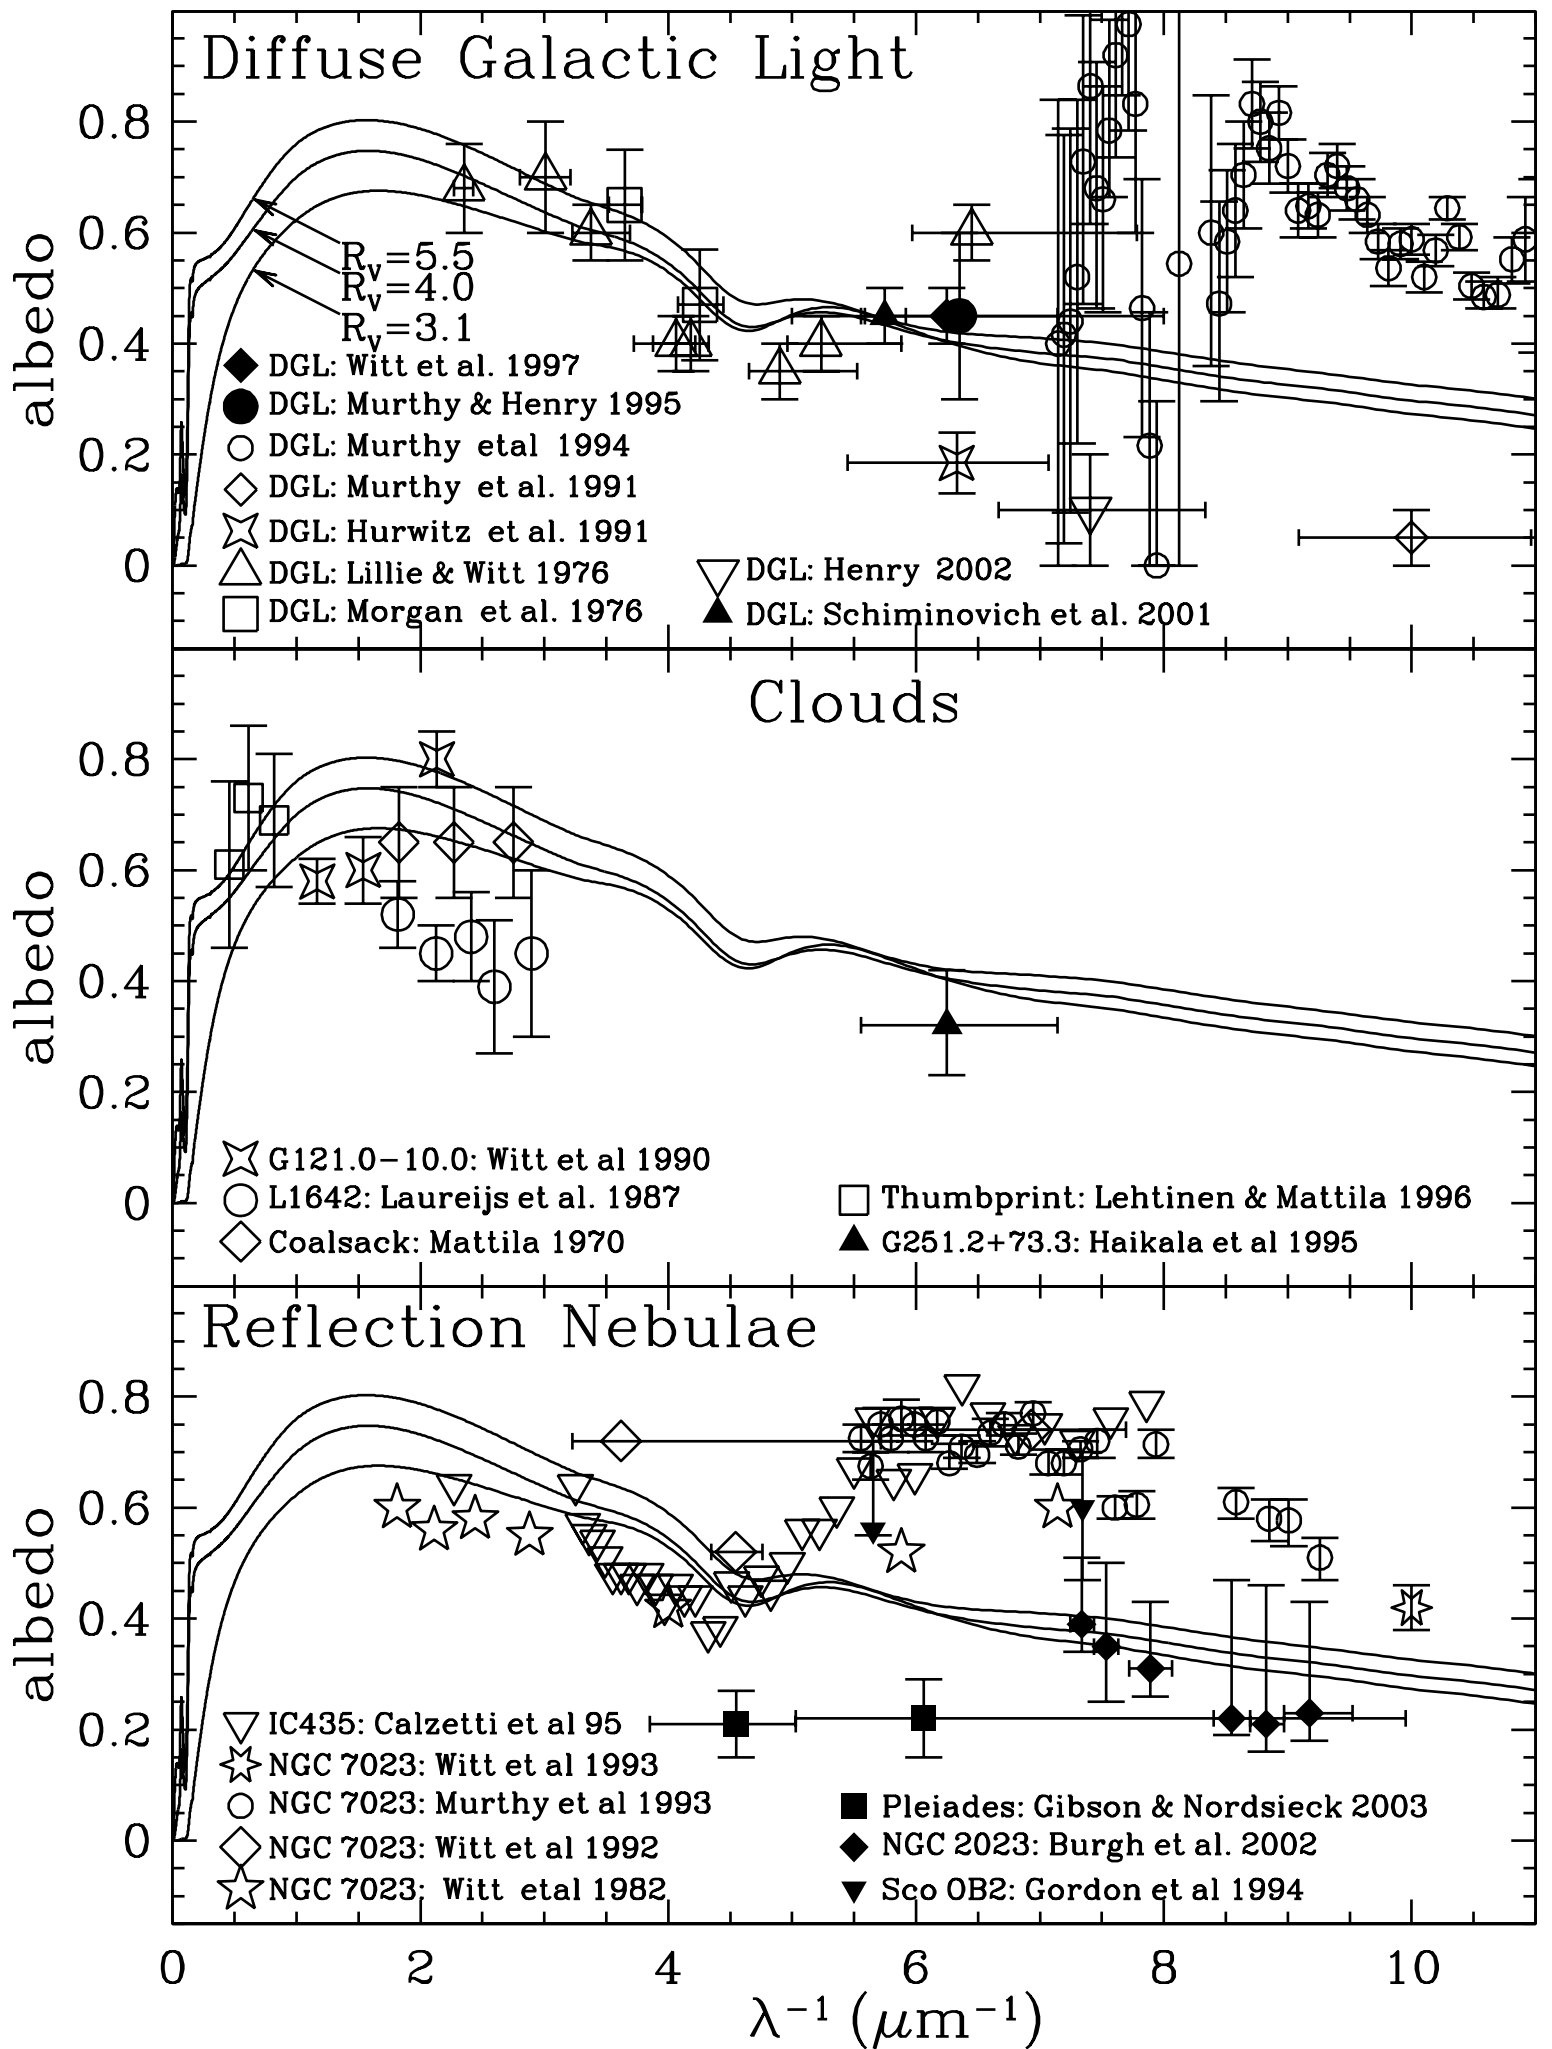 Diffuse Galactic Light
albedo
0.8
0.6
0.4
0.2
0
Rv=5.5
Rv=4.0
Rv=3.1
DGL: Witt et al. 1997
DGL: Murthy & Henry 1995
DGL: Murthy etal 1994
DGL: Murthy et al. 1991
DGL: Hurwitz et al. 1991
DGL: Lillie & Witt 1976
DGL: Morgan et al. 1976
DGL: Henry 2002
DGL: Schiminovich et al. 2001
Clouds
albedo
0.8
0.6
0.4
0.2
0
G121.0−10.0: Witt et al 1990
L1642: Laureijs et al. 1987
Coalsack: Mattila 1970
Thumbprint: Lehtinen & Mattila 1996
G251.2+73.3: Haikala et al 1995
Reflection Nebulae
albedo
0.8
0.6
0.4
0.2
0
IC435: Calzetti et al 95
NGC 7023: Witt et al 1993
NGC 7023: Murthy et al 1993
NGC 7023: Witt et al 1992
NGC 7023: Witt etal 1982
Pleiades: Gibson & Nordsieck 2003
NGC 2023: Burgh et al. 2002
Sco OB2: Gordon et al 1994
0 2 4 6 8 10
λ⁻¹ (μm⁻¹)